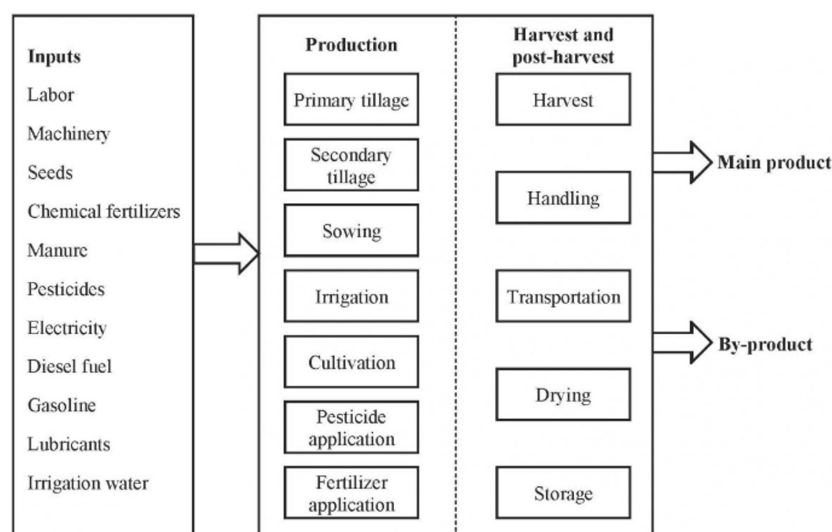 Inputs
Labor
Machinery
Seeds
Chemical fertilizers
Manure
Pesticides
Electricity
Diesel fuel
Gasoline
Lubricants
Irrigation water
Production
Primary tillage
Secondary
tillage
Sowing
Irrigation
Cultivation
Pesticide
application
Fertilizer
application
Harvest and
post-harvest
Harvest
Handling
Transportation
Drying
Storage
Main product
By-product